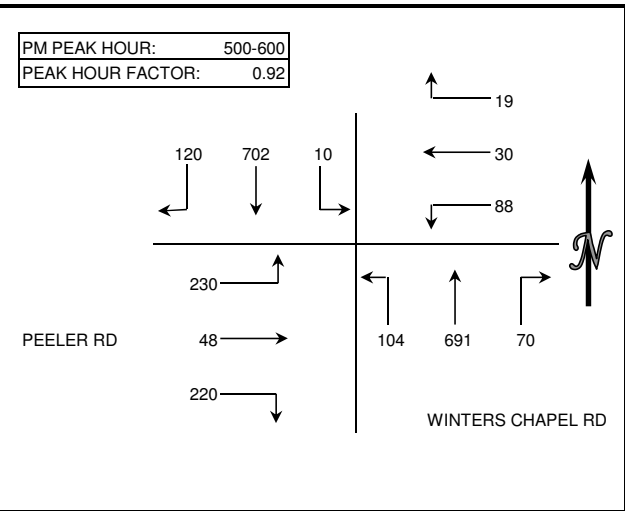 PM PEAK HOUR: 500-600
PEAK HOUR FACTOR: 0.92
19
120 702 10 30
88
230
PEELER RD 48 104 691 70
220
WINTERS CHAPEL RD
N